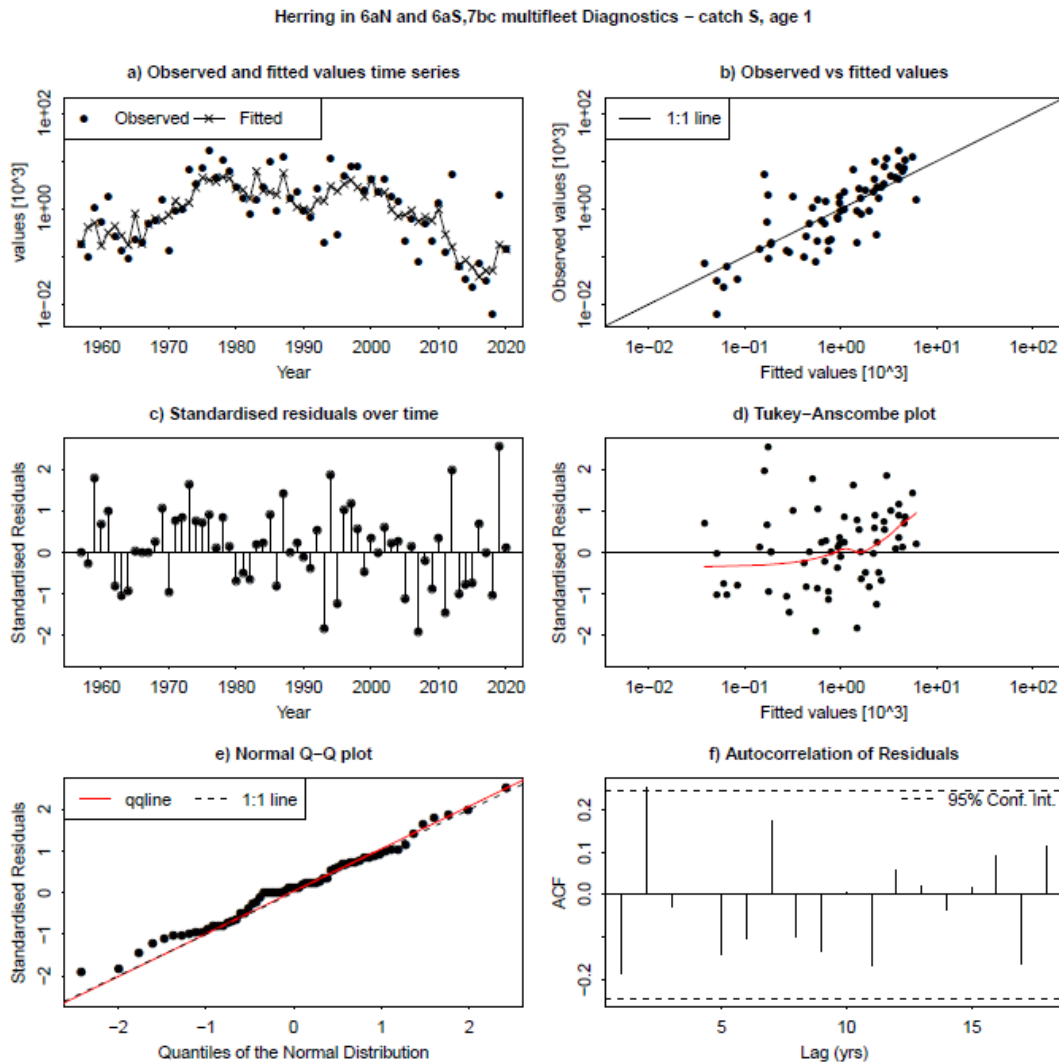 Herring in 6aN and 6aS,7bc multifleet Diagnostics − catch S, age 1
a) Observed and fitted values time series
values [10^3]
1e−02 1e+00 1e+02
Observed Fitted
1960 1970 1980 1990 2000 2010 2020
Year
b) Observed vs fitted values
Observed values [10^3]
1e−02 1e+00 1e+02
1:1 line
1e−02 1e−01 1e+00 1e+01 1e+02
Fitted values [10^3]
c) Standardised residuals over time
Standardised Residuals
−2 −1 0 1 2
1960 1970 1980 1990 2000 2010 2020
Year
d) Tukey−Anscombe plot
Standardised Residuals
−2 −1 0 1 2
1e−02 1e−01 1e+00 1e+01 1e+02
Fitted values [10^3]
e) Normal Q−Q plot
Standardised Residuals
−2 −1 0 1 2
qqline 1:1 line
−2 −1 0 1 2
Quantiles of the Normal Distribution
f) Autocorrelation of Residuals
ACF
−0.2 0.0 0.1 0.2
95% Conf. Int.
5 10 15
Lag (yrs)